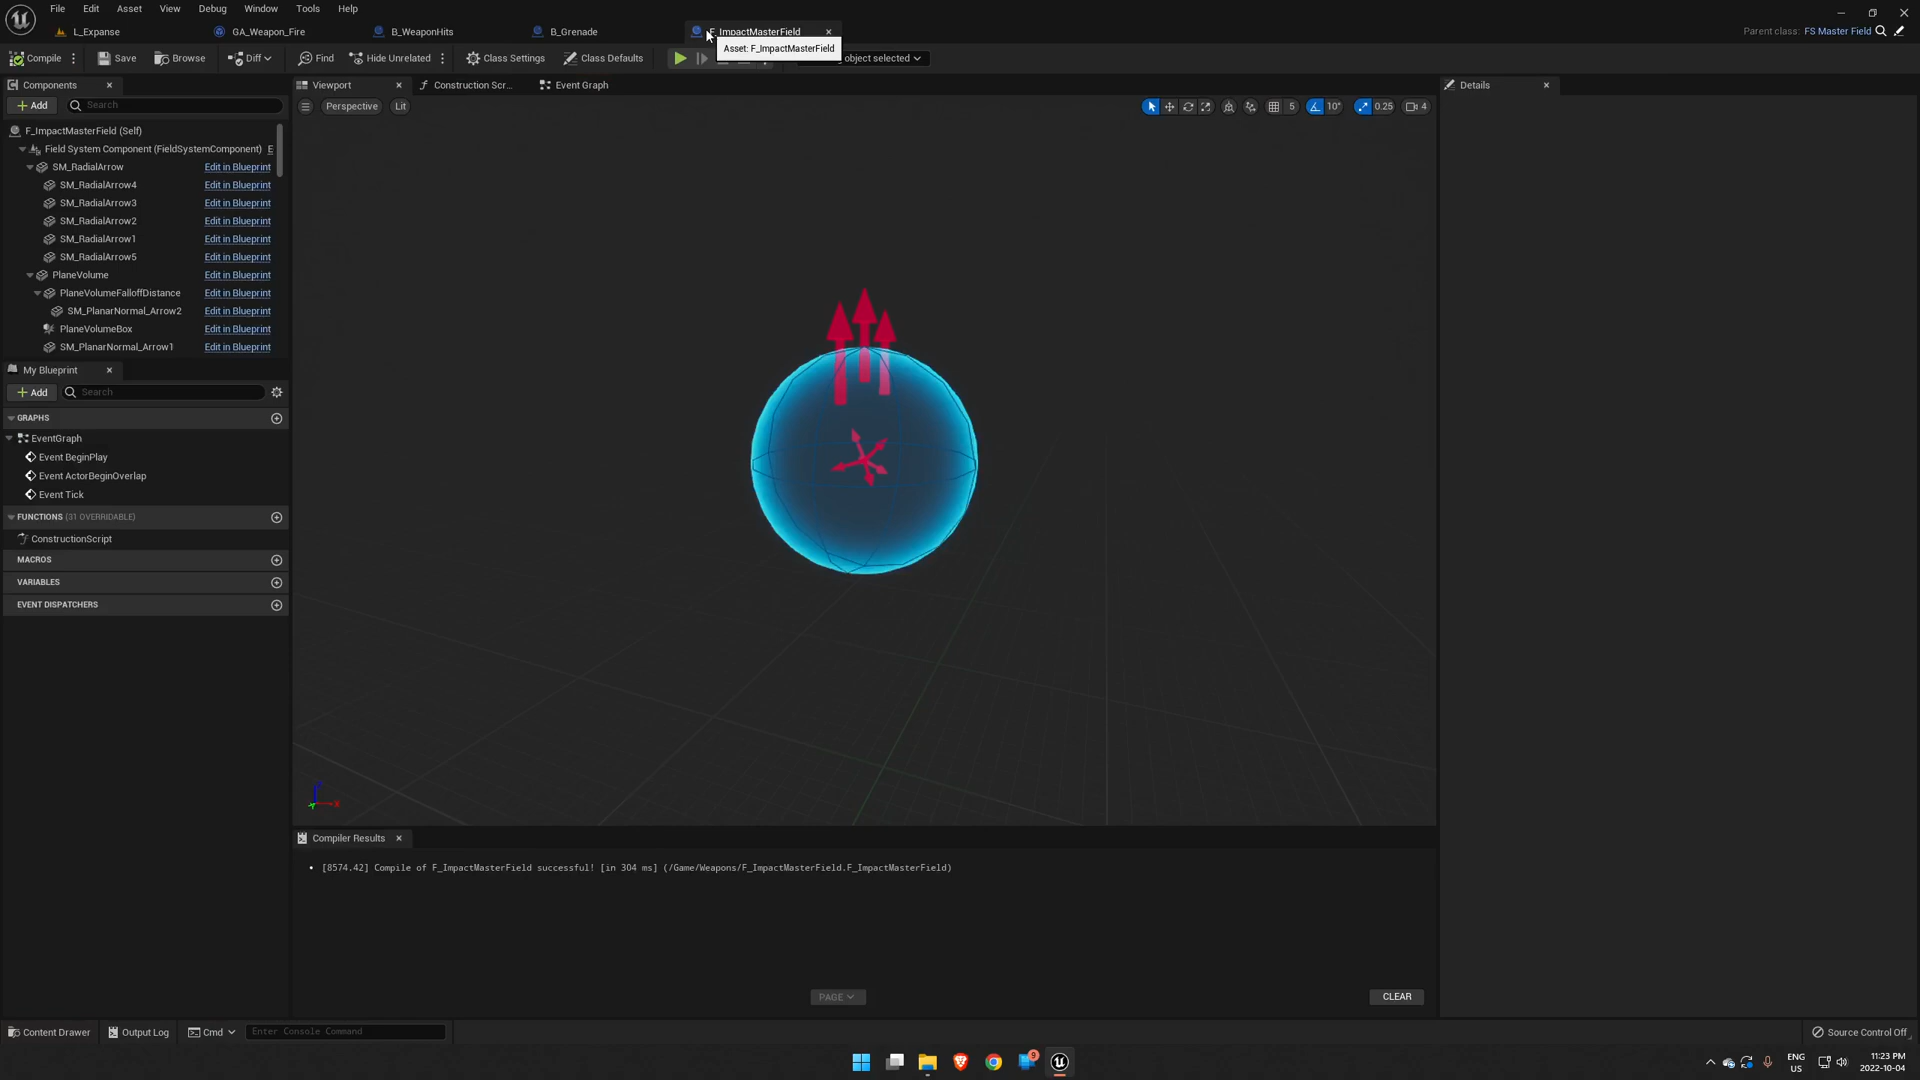 File Edit Asset View Debug Window Tools Help
L_Expanse GA_Weapon_Fire B_WeaponHits B_Grenade F_ImpactMasterField
Parent class: FS Master Field
Asset: F_ImpactMasterField
Compile Save Browse Diff Find Hide Unrelated Class Settings Class Defaults object selected
Components Viewport Construction Scr... Event Graph Details
Add Search Perspective Lit 5 10° 0.25 4
F_ImpactMasterField (Self)
Field System Component (FieldSystemComponent) E
SM_RadialArrow Edit in Blueprint
SM_RadialArrow4 Edit in Blueprint
SM_RadialArrow3 Edit in Blueprint
SM_RadialArrow2 Edit in Blueprint
SM_RadialArrow1 Edit in Blueprint
SM_RadialArrow5 Edit in Blueprint
PlaneVolume Edit in Blueprint
PlaneVolumeFalloffDistance Edit in Blueprint
SM_PlanarNormal_Arrow2 Edit in Blueprint
PlaneVolumeBox Edit in Blueprint
SM_PlanarNormal_Arrow1 Edit in Blueprint
My Blueprint
Add Search
GRAPHS
EventGraph
Event BeginPlay
Event ActorBeginOverlap
Event Tick
FUNCTIONS (31 OVERRIDABLE)
ConstructionScript
MACROS
VARIABLES
EVENT DISPATCHERS
Compiler Results
[8574.42] Compile of F_ImpactMasterField successful! [in 304 ms] (/Game/Weapons/F_ImpactMasterField.F_ImpactMasterField)
PAGE CLEAR
Content Drawer Output Log Cmd Enter Console Command Source Control Off
9
ENG
US
11:23 PM
2022-10-04